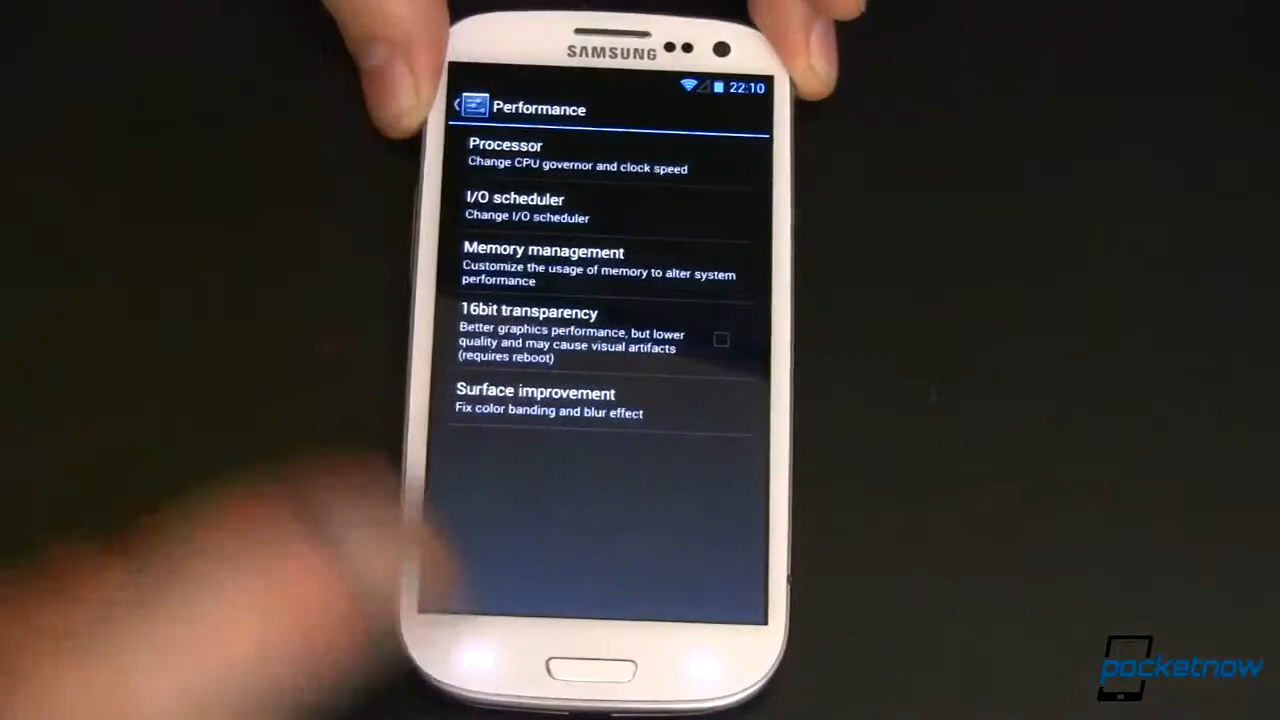 SAMSUNG
22:10
Performance
Processor
Change CPU governor and clock speed
I/O scheduler
Change I/O scheduler
Memory management
Customize the usage of memory to alter system
performance
16bit transparency
Better graphics performance, but lower
quality and may cause visual artifacts
(requires reboot)
Surface improvement
Fix color banding and blur effect
pocketnow